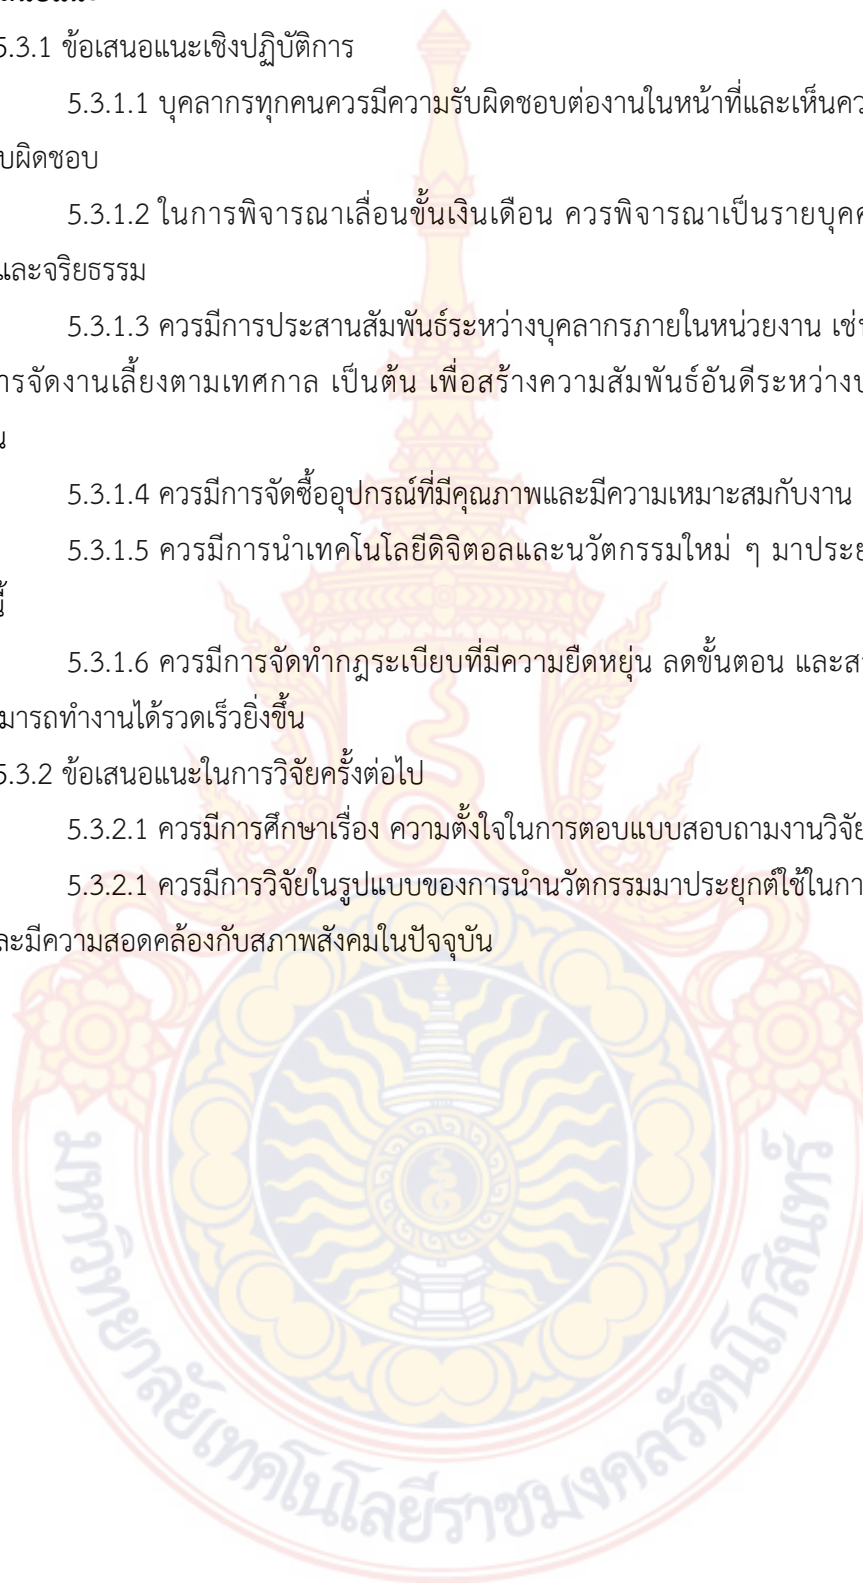 5.3.1 ข้อเสนอแนะเชิงปฏิบัติการ
5.3.1.1 บุคลากรทุกคนควรมีความรับผิดชอบต่องานในหน้าที่และเห็นคว
บผิดชอบ
5.3.1.2 ในการพิจารณาเลื่อนขั้นเงินเดือน ควรพิจารณาเป็นรายบุคค
และจริยธรรม
5.3.1.3 ควรมีการประสานสัมพันธ์ระหว่างบุคลากรภายในหน่วยงาน เช่น
ารจัดงานเลี้ยงตามเทศกาล เป็นต้น เพื่อสร้างความสัมพันธ์อันดีระหว่างบ
น
5.3.1.4 ควรมีการจัดซื้ออุปกรณ์ที่มีคุณภาพและมีความเหมาะสมกับงาน
5.3.1.5 ควรมีการนำเทคโนโลยีดิจิตอลและนวัตกรรมใหม่ ๆ มาประย
นี้
5.3.1.6 ควรมีการจัดทำกฎระเบียบที่มีความยืดหยุ่น ลดขั้นตอน และส
มารถทำงานได้รวดเร็วยิ่งขึ้น
5.3.2 ข้อเสนอแนะในการวิจัยครั้งต่อไป
5.3.2.1 ควรมีการศึกษาเรื่อง ความตั้งใจในการตอบแบบสอบถามงานวิจัย
5.3.2.1 ควรมีการวิจัยในรูปแบบของการนำนวัตกรรมมาประยุกต์ใช้ในกา
ละมีความสอดคล้องกับสภาพสังคมในปัจจุบัน
มหาวิทยาลัยเทคโนโลยีราชมงคลรัตนโกสินทร์